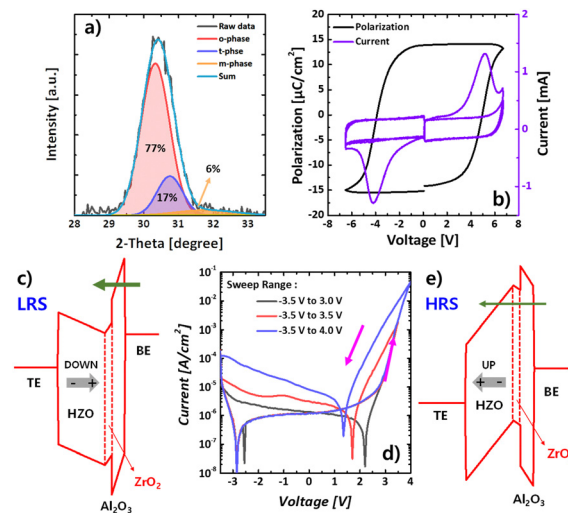 a)
Raw data
o-phase
t-phse
m-phase
Sum
77%
17%
6%
Intensity [a.u.]
28 29 30 31 32 33
2-Theta [degree]
Polarization
Current
b)
Polarization [µC/cm²]
20
15
10
5
0
-5
-10
-15
-20
Current [mA]
2
1
0
-1
-8 -6 -4 -2 0 2 4 6 8
Voltage [V]
c)
LRS
TE
DOWN
- +
HZO
BE
ZrO₂
Al₂O₃
Sweep Range :
-3.5 V to 3.0 V
-3.5 V to 3.5 V
-3.5 V to 4.0 V
d)
Current [A/cm²]
10⁻¹
10⁻²
10⁻³
10⁻⁴
10⁻⁵
10⁻⁶
10⁻⁷
10⁻⁸
-3 -2 -1 0 1 2 3 4
Voltage [V]
e)
HRS
TE
UP
+ -
HZO
BE
ZrO
Al₂O₃